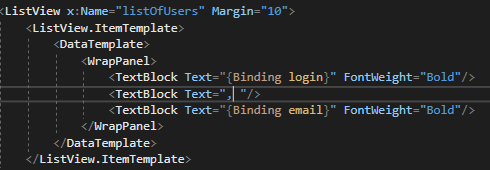 <ListView x:Name="listOfUsers" Margin="10">
<ListView.ItemTemplate>
<DataTemplate>
<WrapPanel>
<TextBlock Text="{Binding login}" FontWeight="Bold"/>
<TextBlock Text=", "/>
<TextBlock Text="{Binding email}" FontWeight="Bold"/>
</WrapPanel>
</DataTemplate>
</ListView.ItemTemplate>